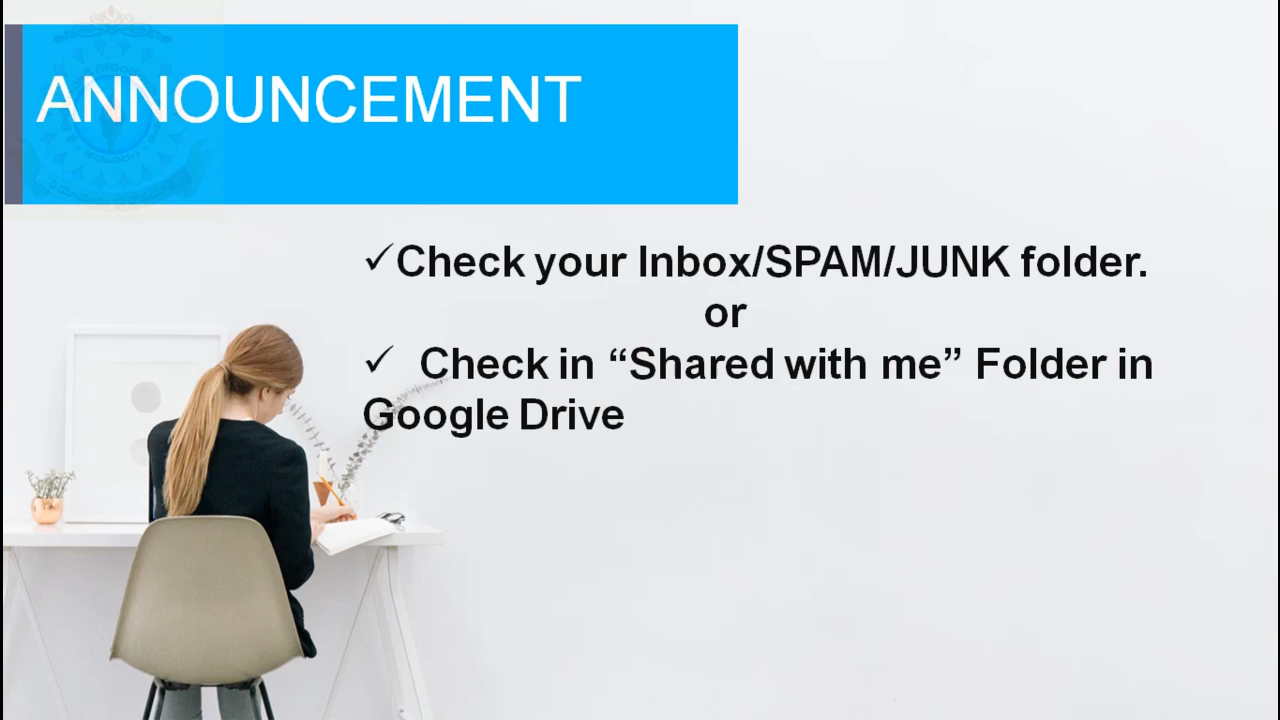 ANNOUNCEMENT
✓Check your Inbox/SPAM/JUNK folder.
or
✓ Check in “Shared with me” Folder in
Google Drive